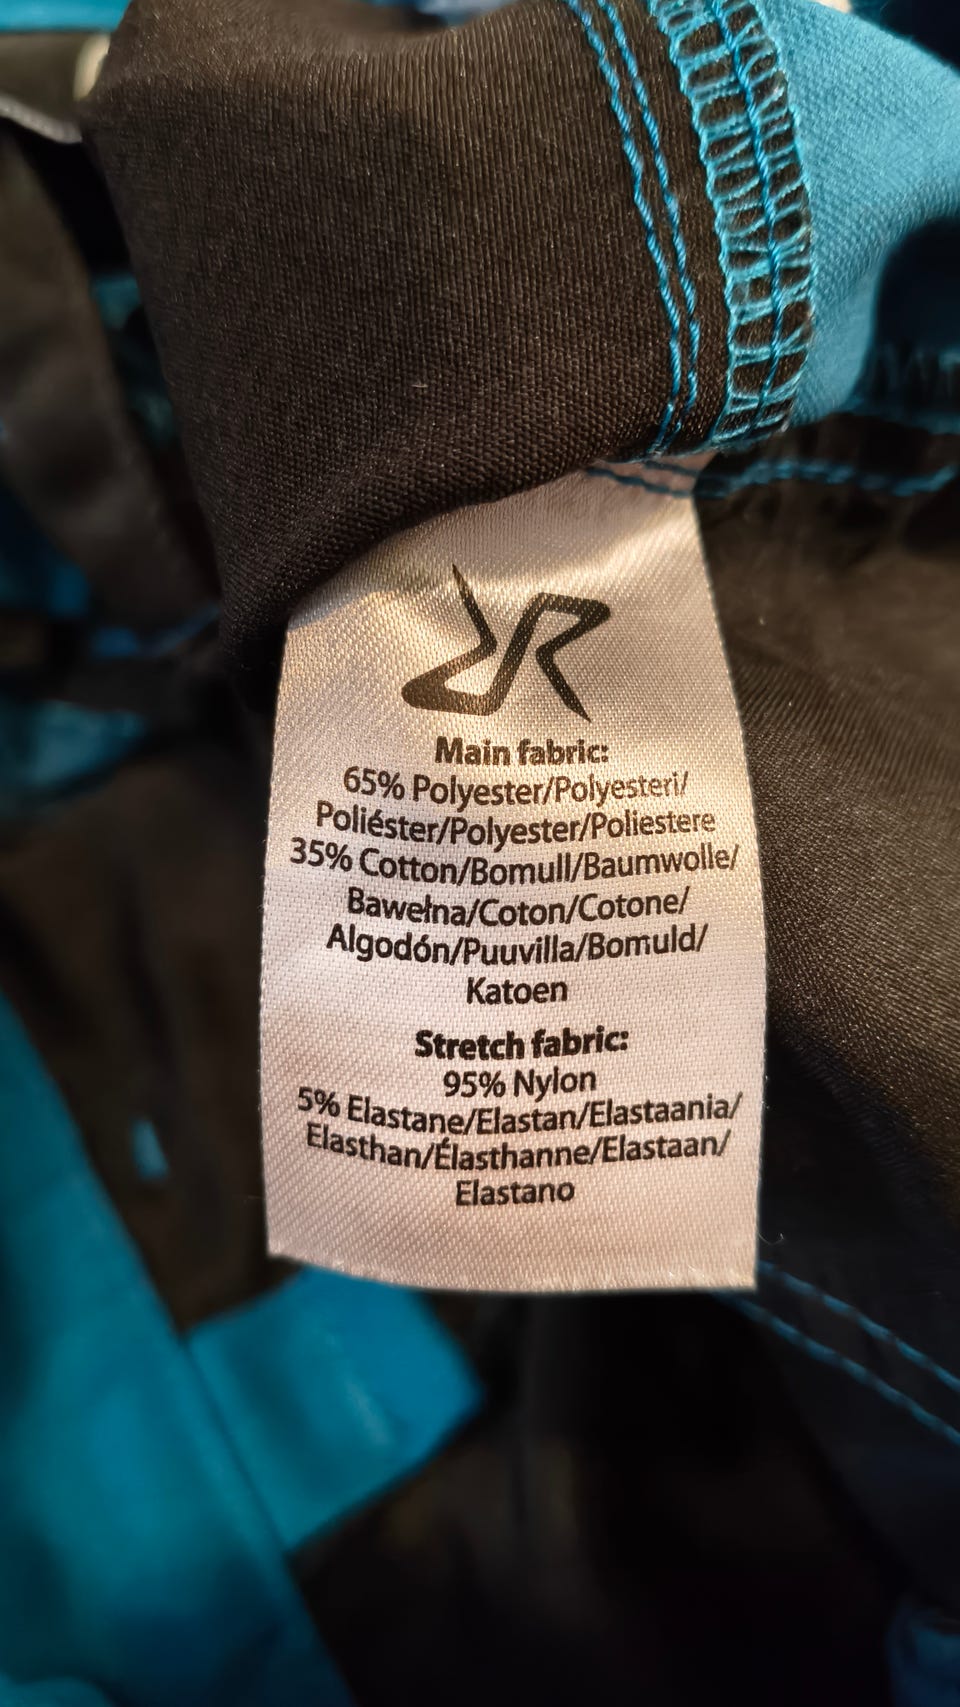 Main fabric:
65% Polyester/Polyesteri/
Poliéster/Polyester/Poliestere
35% Cotton/Bomull/Baumwolle/
Bawełna/Coton/Cotone/
Algodón/Puuvilla/Bomuld/
Katoen
Stretch fabric:
95% Nylon
5% Elastane/Elastan/Elastaania/
Elasthan/Élasthanne/Elastaan/
Elastano